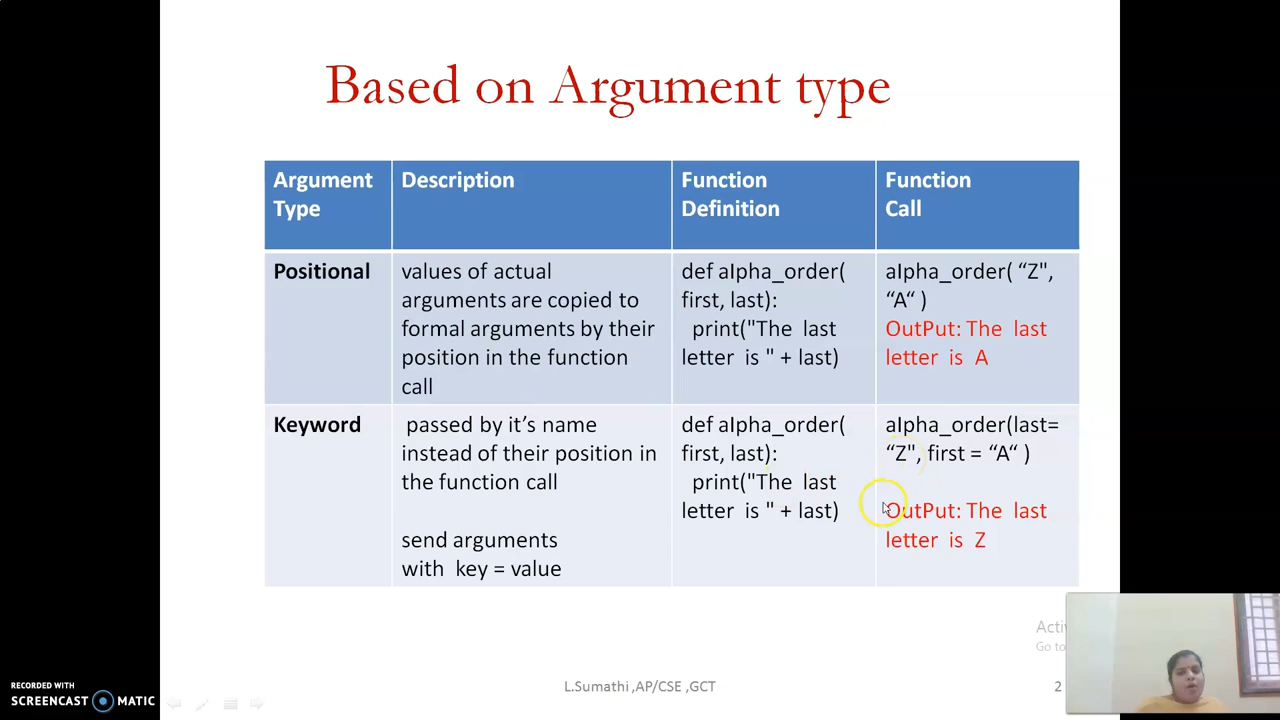 Based on Argument type
Argument
Type
Description
Function
Definition
Function
Call
Positional
values of actual
arguments are copied to
formal arguments by their
position in the function
call
def alpha_order(
first, last):
print("The last
letter is " + last)
alpha_order( “Z",
“A“ )
OutPut: The last
letter is A
Keyword
passed by it’s name
instead of their position in
the function call
send arguments
with key = value
def alpha_order(
first, last):
print("The last
letter is " + last)
alpha_order(last=
“Z", first = “A“ )
OutPut: The last
letter is Z
Go to
RECORDED WITH
SCREENCAST MATIC
L.Sumathi ,AP/CSE ,GCT
2